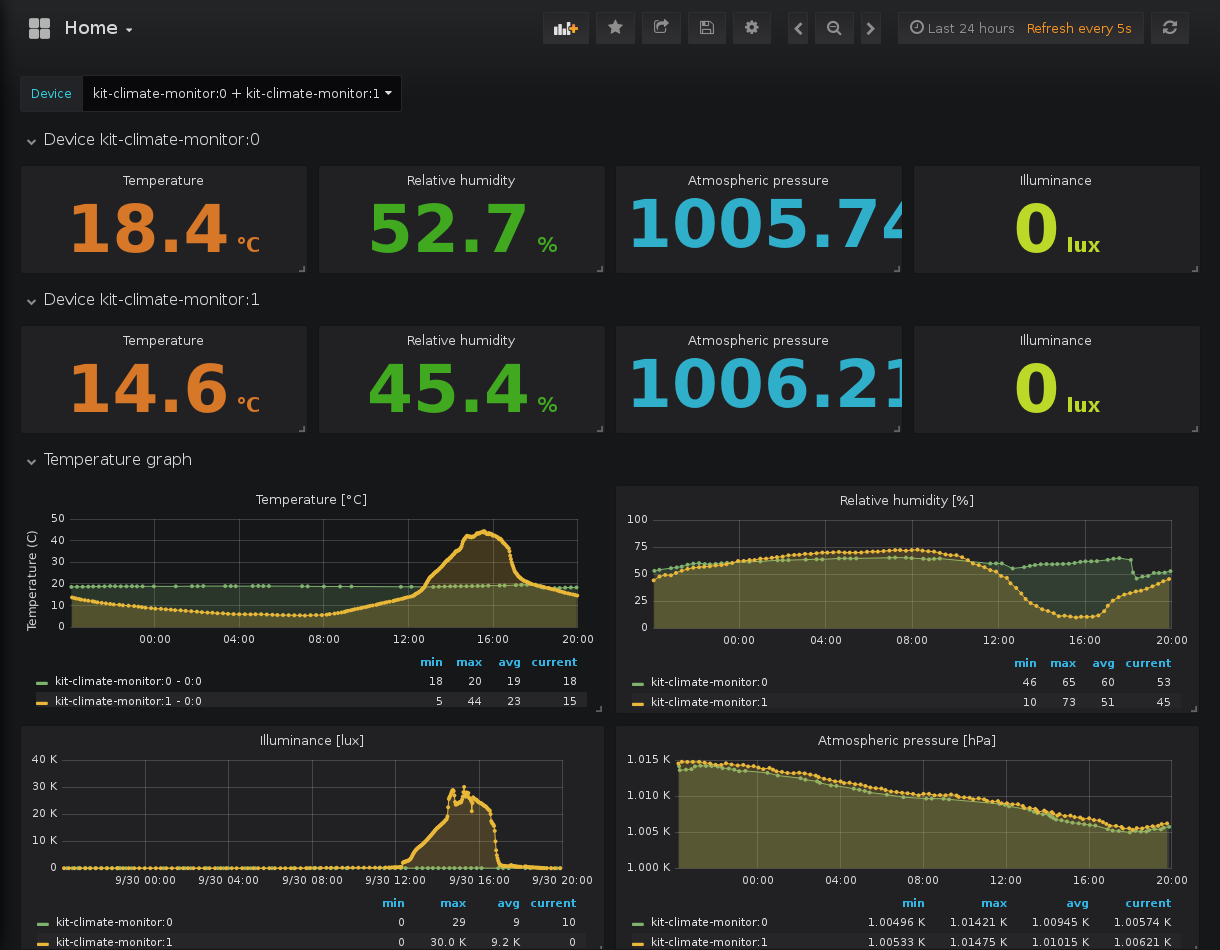 Home
Last 24 hours Refresh every 5s
Device kit-climate-monitor:0 + kit-climate-monitor:1
Device kit-climate-monitor:0
Temperature Relative humidity Atmospheric pressure Illuminance
18.4 °C 52.7 % 1005.74 0 lux
Device kit-climate-monitor:1
Temperature Relative humidity Atmospheric pressure Illuminance
14.6 °C 45.4 % 1006.21 0 lux
Temperature graph
Temperature [°C]
Temperature (C)
50
40
30
20
10
0
00:00 04:00 08:00 12:00 16:00 20:00
min max avg current
kit-climate-monitor:0 - 0:0 18 20 19 18
kit-climate-monitor:1 - 0:0 5 44 23 15
Relative humidity [%]
100
75
50
25
0
00:00 04:00 08:00 12:00 16:00 20:00
min max avg current
kit-climate-monitor:0 46 65 60 53
kit-climate-monitor:1 10 73 51 45
Illuminance [lux]
40 K
30 K
20 K
10 K
0
9/30 00:00 9/30 04:00 9/30 08:00 9/30 12:00 9/30 16:00 9/30 20:00
min max avg current
kit-climate-monitor:0 0 29 9 10
kit-climate-monitor:1 0 30.0 K 9.2 K 0
Atmospheric pressure [hPa]
1.015 K
1.010 K
1.005 K
1.000 K
00:00 04:00 08:00 12:00 16:00 20:00
min max avg current
kit-climate-monitor:0 1.00496 K 1.01421 K 1.00945 K 1.00574 K
kit-climate-monitor:1 1.00533 K 1.01475 K 1.01015 K 1.00621 K